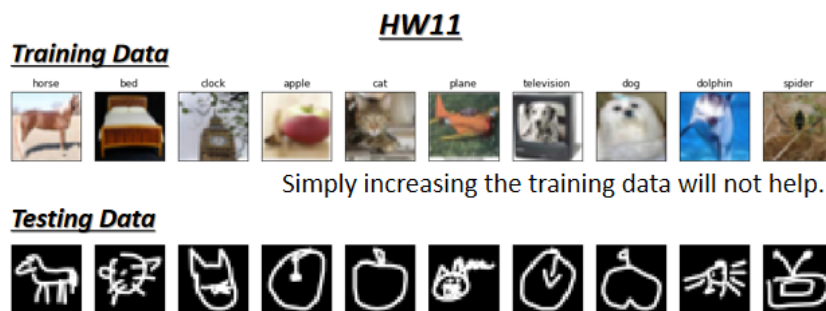 HW11
Training Data
horse bed clock apple cat plane television dog dolphin spider
Simply increasing the training data will not help.
Testing Data